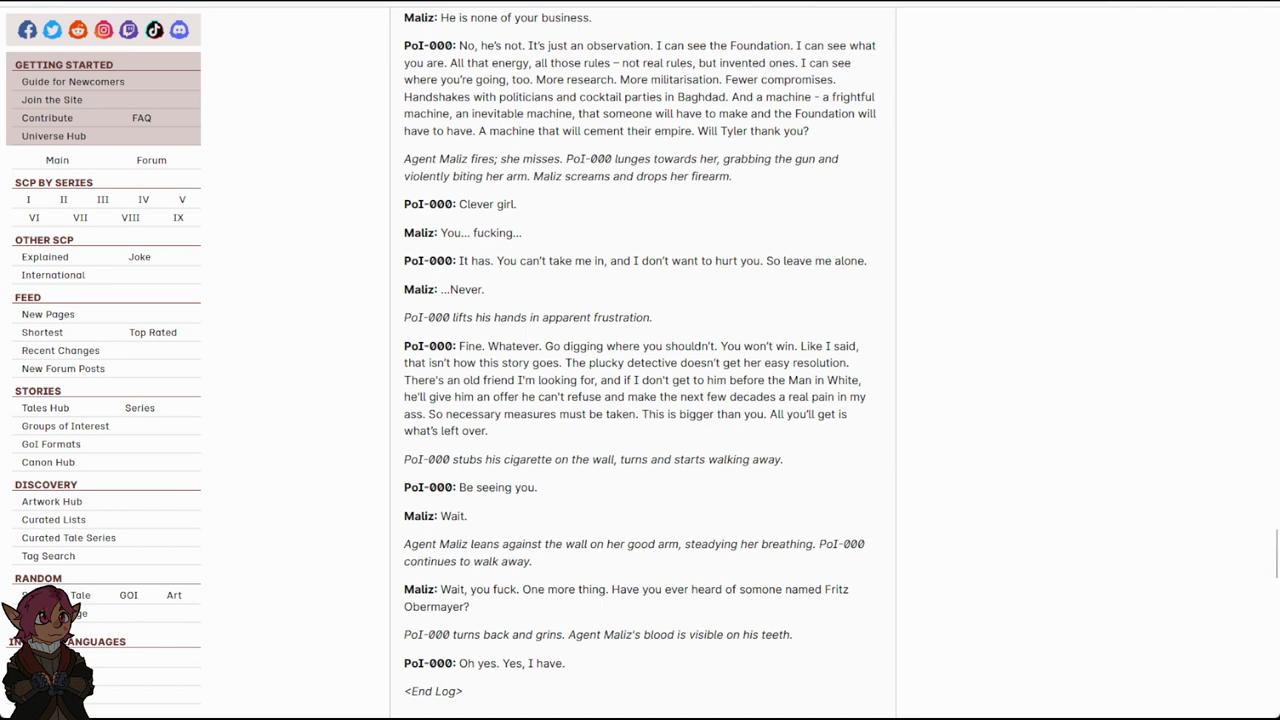 GETTING STARTED
Guide for Newcomers
Join the Site
Contribute FAQ
Universe Hub
Main Forum
SCP BY SERIES
I II III IV V
VI VII VIII IX
OTHER SCP
Explained Joke
International
FEED
New Pages
Shortest Top Rated
Recent Changes
New Forum Posts
STORIES
Tales Hub Series
Groups of Interest
GoI Formats
Canon Hub
DISCOVERY
Artwork Hub
Curated Lists
Curated Tale Series
Tag Search
RANDOM
Tale GOI Art
Maliz: He is none of your business.
PoI-000: No, he's not. It's just an observation. I can see the Foundation. I can see what
you are. All that energy, all those rules – not real rules, but invented ones. I can see
where you're going, too. More research. More militarisation. Fewer compromises.
Handshakes with politicians and cocktail parties in Baghdad. And a machine - a frightful
machine, an inevitable machine, that someone will have to make and the Foundation will
have to have. A machine that will cement their empire. Will Tyler thank you?
Agent Maliz fires; she misses. PoI-000 lunges towards her, grabbing the gun and
violently biting her arm. Maliz screams and drops her firearm.
PoI-000: Clever girl.
Maliz: You... fucking...
PoI-000: It has. You can't take me in, and I don't want to hurt you. So leave me alone.
Maliz: ...Never.
PoI-000 lifts his hands in apparent frustration.
PoI-000: Fine. Whatever. Go digging where you shouldn't. You won't win. Like I said,
that isn't how this story goes. The plucky detective doesn't get her easy resolution.
There's an old friend I'm looking for, and if I don't get to him before the Man in White,
he'll give him an offer he can't refuse and make the next few decades a real pain in my
ass. So necessary measures must be taken. This is bigger than you. All you'll get is
what's left over.
PoI-000 stubs his cigarette on the wall, turns and starts walking away.
PoI-000: Be seeing you.
Maliz: Wait.
Agent Maliz leans against the wall on her good arm, steadying her breathing. PoI-000
continues to walk away.
Maliz: Wait, you fuck. One more thing. Have you ever heard of somone named Fritz
Obermayer?
PoI-000 turns back and grins. Agent Maliz's blood is visible on his teeth.
PoI-000: Oh yes. Yes, I have.
<End Log>